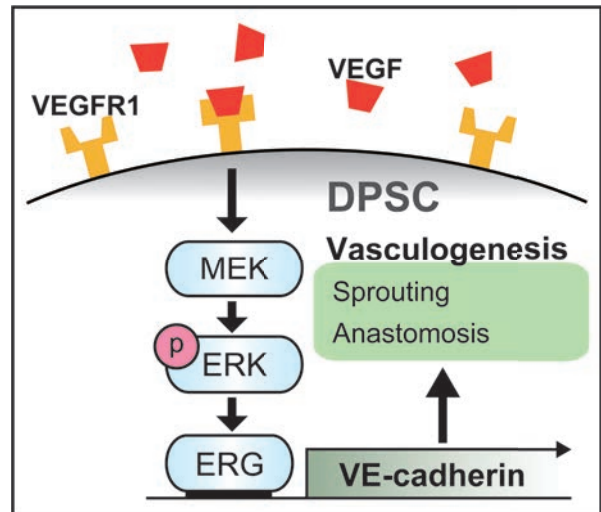 VEGF
VEGFR1
DPSC
Vasculogenesis
MEK
Sprouting
Anastomosis
p
ERK
ERG
VE-cadherin